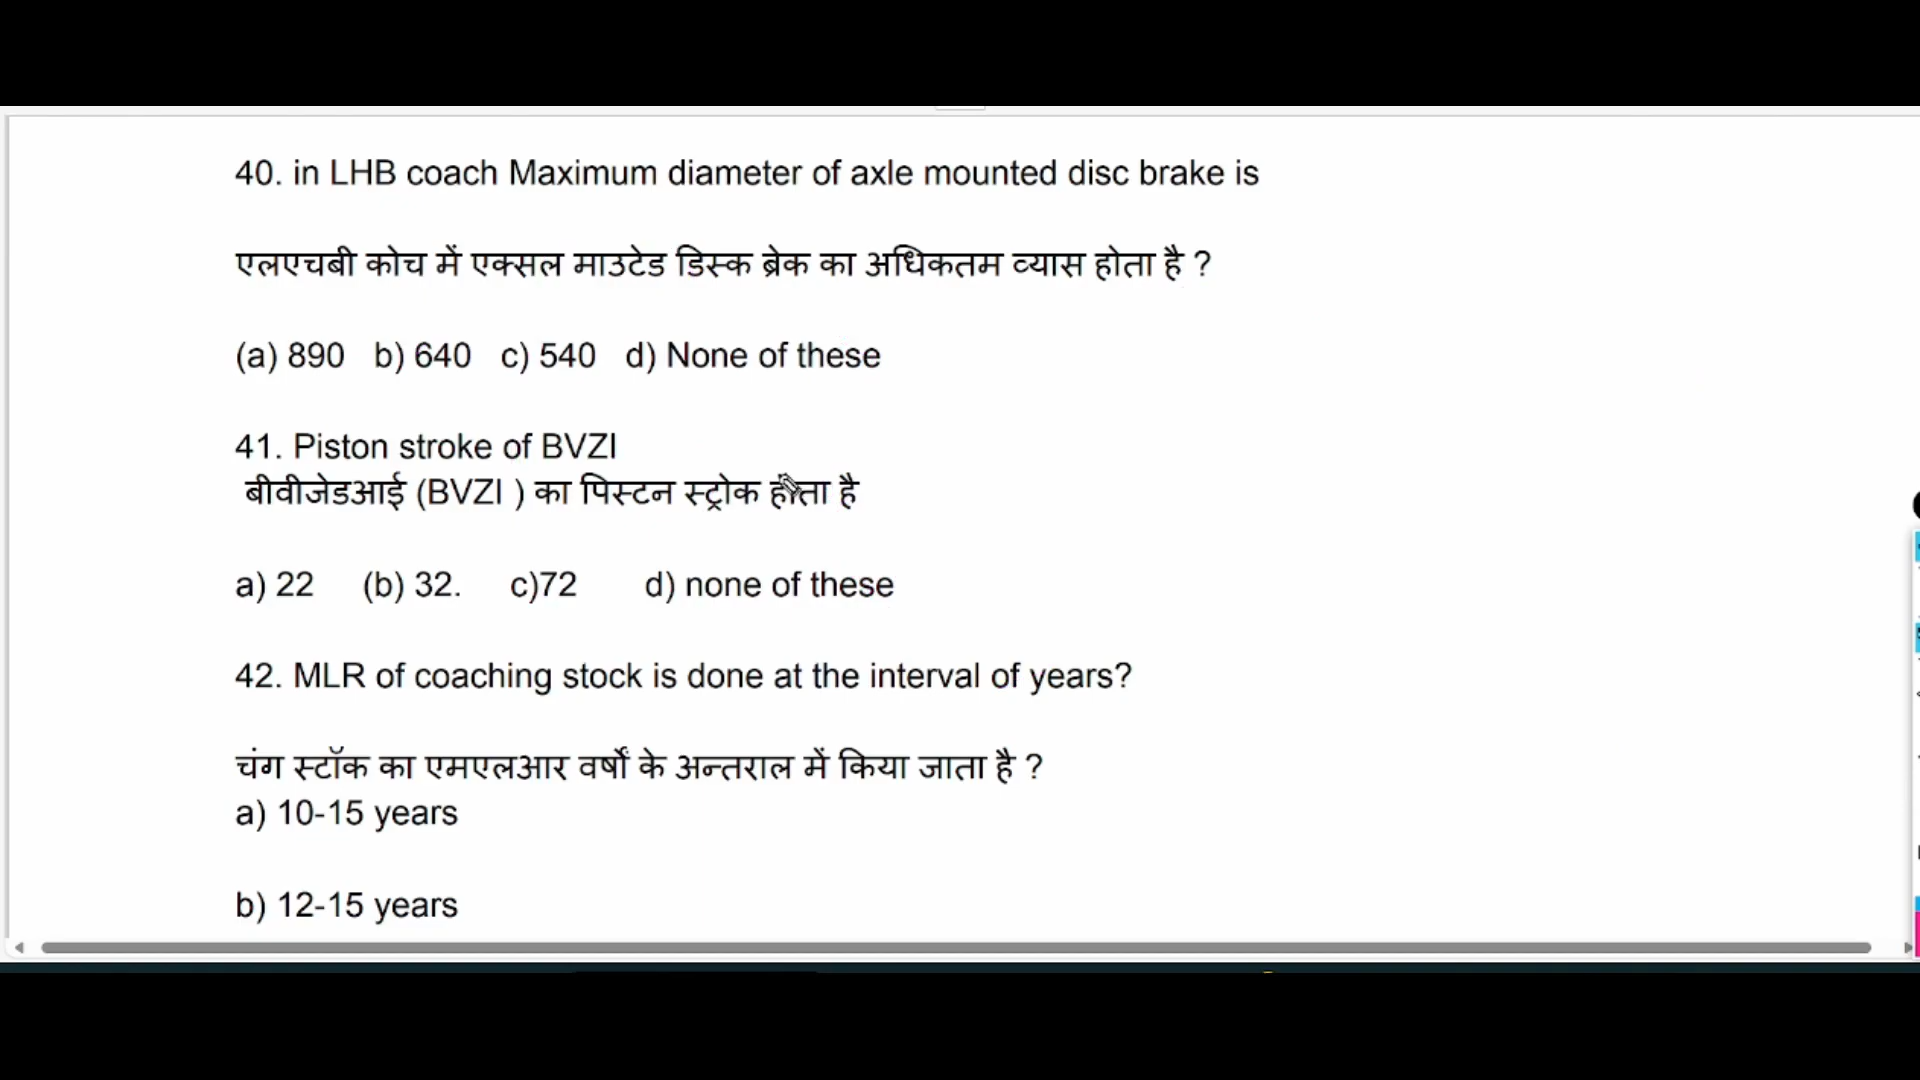 40. in LHB coach Maximum diameter of axle mounted disc brake is
एलएचबी कोच में एक्सल माउटेड डिस्क ब्रेक का अधिकतम व्यास होता है ?
(a) 890 b) 640 c) 540 d) None of these
41. Piston stroke of BVZI
बीवीजेडआई (BVZI ) का पिस्टन स्ट्रोक होता है
a) 22 (b) 32. c)72 d) none of these
42. MLR of coaching stock is done at the interval of years?
चंग स्टॉक का एमएलआर वर्षों के अन्तराल में किया जाता है ?
a) 10-15 years
b) 12-15 years